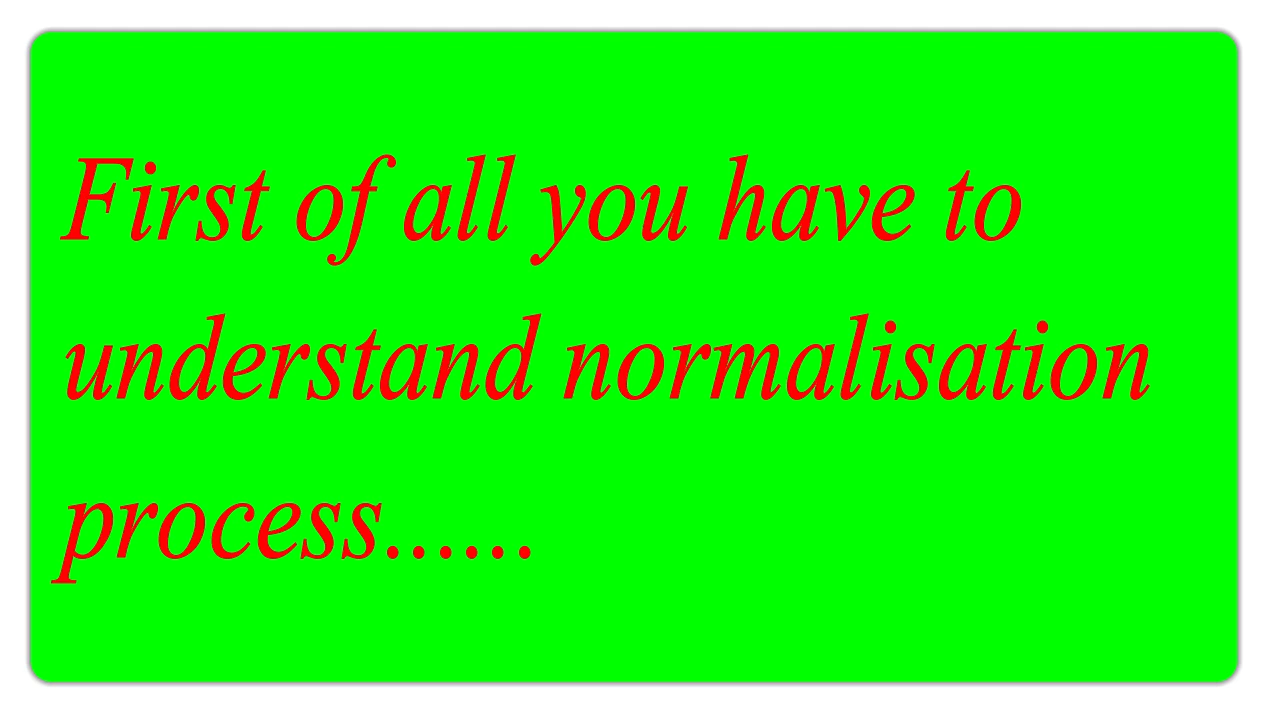 First of all you have to
understand normalisation
process......